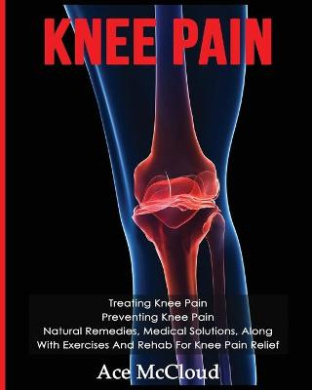 KNEE PAIN
Treating Knee Pain
Preventing Knee Pain
Natural Remedies, Medical Solutions, Along
With Exercises And Rehab For Knee Pain Relief
Ace McCloud